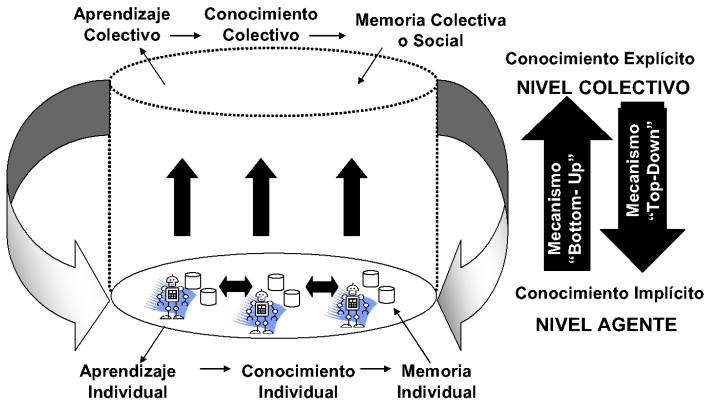 Aprendizaje
Colectivo
Conocimiento
Colectivo
Memoria Colectiva
o Social
Conocimiento Explícito
NIVEL COLECTIVO
Mecanismo
“Bottom- Up”
Mecanismo
“Top-Down”
Conocimiento Implícito
NIVEL AGENTE
Aprendizaje
Individual
Conocimiento
Individual
Memoria
Individual